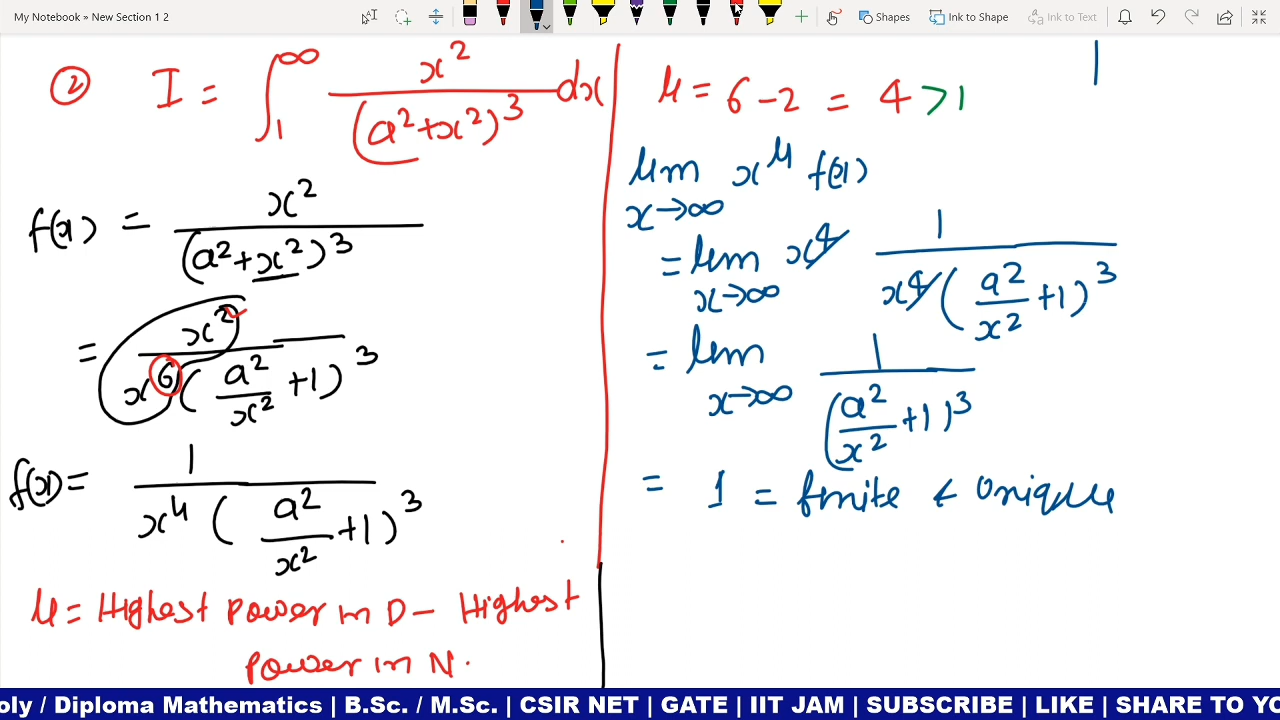 My Notebook » New Section 1 2
Shapes
Ink to Shape
Ink to Text
② I = ∫₁^∞ x²/(a²+x²)³ dx
f(x) = x²/(a²+x²)³
= x²/x⁶(a²/x² +1)³
f(x) = 1/x⁴(a²/x² +1)³
μ = Highest Power in D – Highest
Power in N.
μ = 6 – 2 = 4 > 1
lim x→∞ x^μ f(x)
= lim x→∞ x⁴ 1/x⁴(a²/x² +1)³
= lim x→∞ 1/(a²/x² +1)³
= 1 = finite & unique
oly / Diploma Mathematics | B.Sc. / M.Sc. | CSIR NET | GATE | IIT JAM | SUBSCRIBE | LIKE | SHARE TO YO